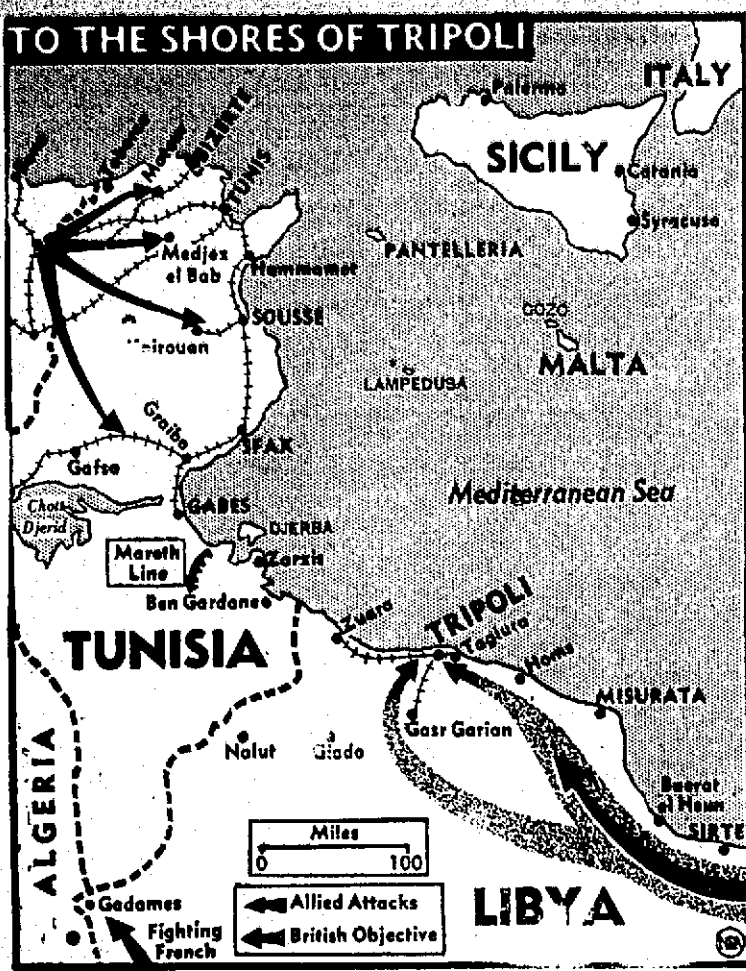 TO THE SHORES OF TRIPOLI
ITALY
Palermo
SICILY
Catania
Syracuse
Mateur
BIZERTE
TUNIS
Medjez
el Bab
Hammamet
PANTELLERIA
SOUSSE
GOZO
MALTA
LAMPEDUSA
Graiba
SFAX
Gafsa
Mediterranean Sea
Chott
Djerid
GABES
DJERBA
Mareth
Line
Zarzis
Ben Gardane
TUNISIA
Zuara
TRIPOLI
Tagiura
Homs
MISURATA
Gasr Garian
Nalut
Giado
Buerat
el Hsun
SIRTE
ALGERIA
Miles
0 100
Gadames
Fighting
French
Allied Attacks
British Objective
LIBYA
NEA